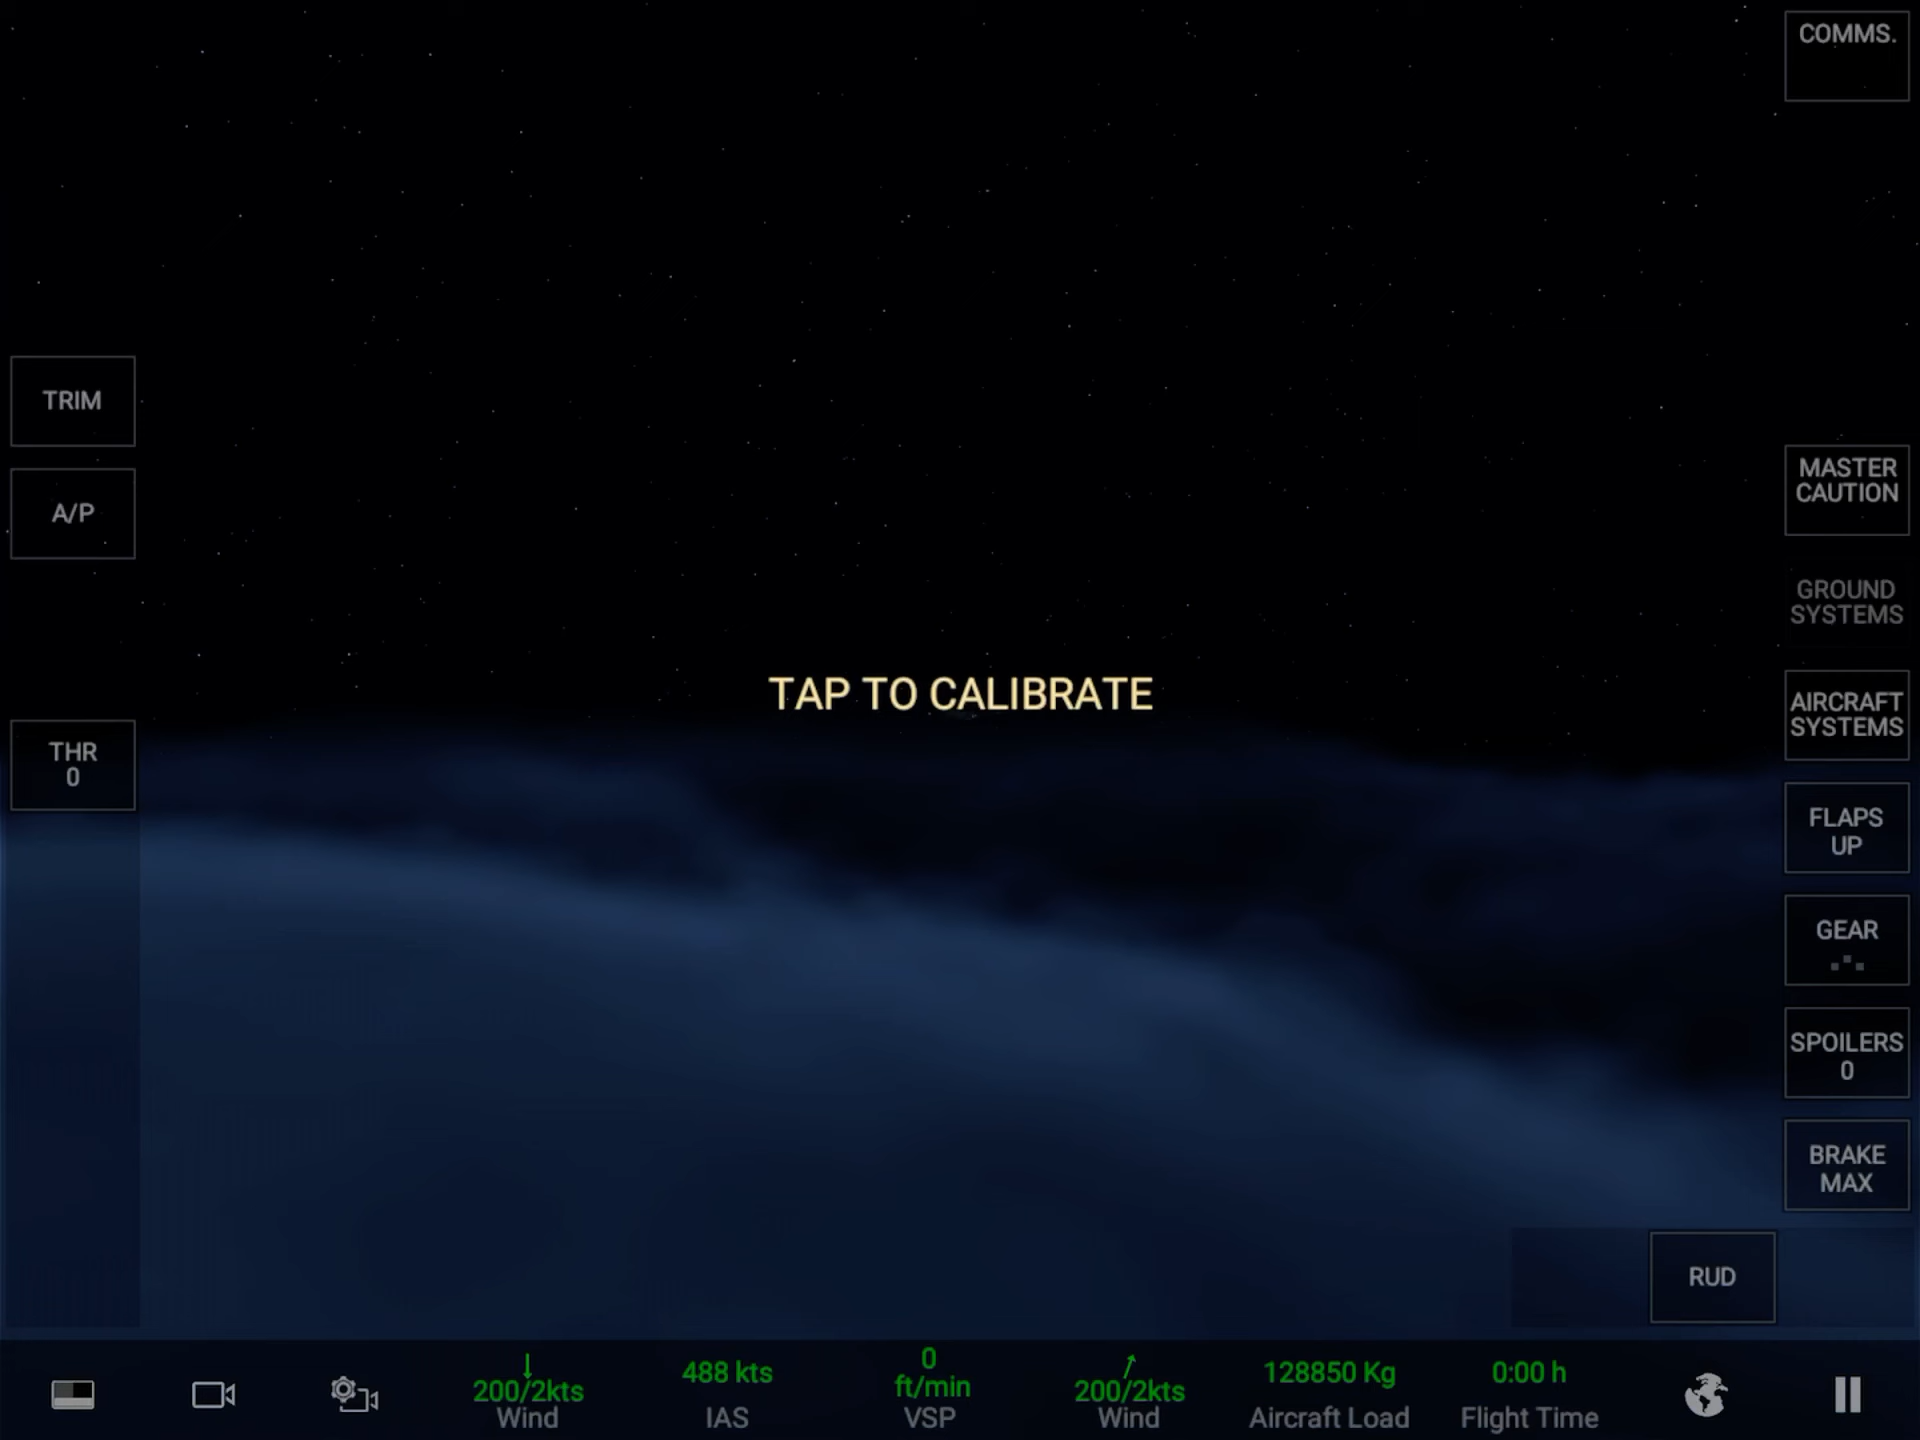 COMMS.
TRIM
A/P
MASTER
CAUTION
GROUND
SYSTEMS
TAP TO CALIBRATE
AIRCRAFT
SYSTEMS
THR
0
FLAPS
UP
GEAR
SPOILERS
0
BRAKE
MAX
RUD
200/2kts
Wind
488 kts
IAS
0
ft/min
VSP
200/2kts
Wind
128850 Kg
Aircraft Load
0:00 h
Flight Time